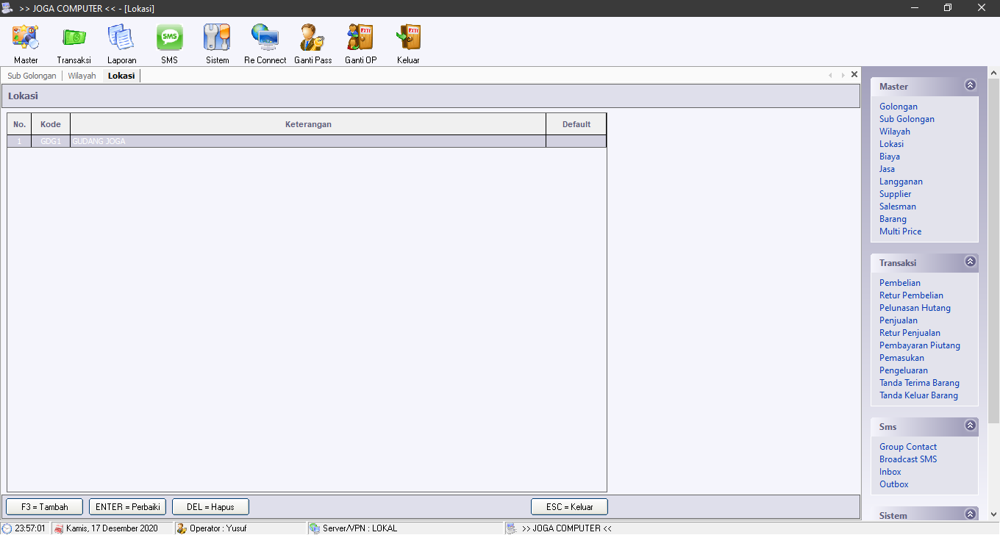 >> JOGA COMPUTER << - [Lokasi]
Master Transaksi Laporan SMS Sistem Re Connect Ganti Pass Ganti OP Keluar
Sub Golongan Wilayah Lokasi
Lokasi
No. Kode Keterangan Default
1 GDG1 GUDANG JOGA
F3 = Tambah ENTER = Perbaiki DEL = Hapus ESC = Keluar
Master
Golongan
Sub Golongan
Wilayah
Lokasi
Biaya
Jasa
Langganan
Supplier
Salesman
Barang
Multi Price
Transaksi
Pembelian
Retur Pembelian
Pelunasan Hutang
Penjualan
Retur Penjualan
Pembayaran Piutang
Pemasukan
Pengeluaran
Tanda Terima Barang
Tanda Keluar Barang
Sms
Group Contact
Broadcast SMS
Inbox
Outbox
Sistem
23:57:01 Kamis, 17 Desember 2020 Operator : Yusuf Server/VPN : LOKAL >> JOGA COMPUTER <<